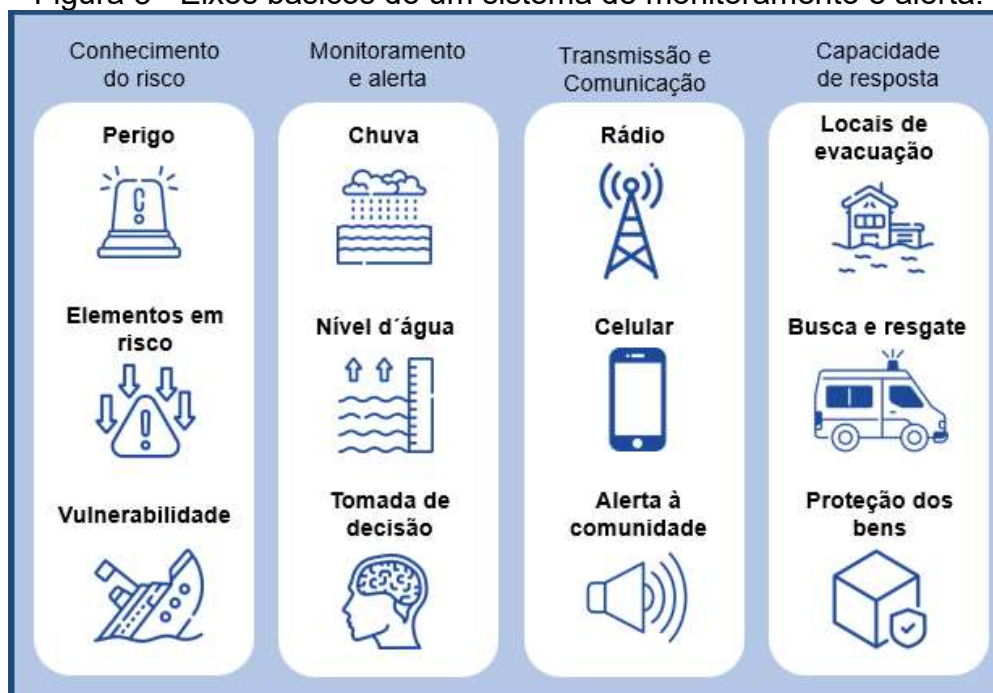 Conhecimento
do risco
Perigo
Elementos em
risco
Vulnerabilidade
Monitoramento
e alerta
Chuva
Nível d´água
Tomada de
decisão
Transmissão e
Comunicação
Rádio
Celular
Alerta à
comunidade
Capacidade
de resposta
Locais de
evacuação
Busca e resgate
Proteção dos
bens